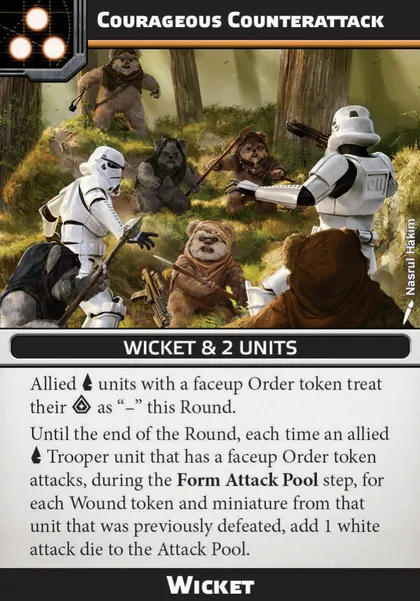 Courageous Counterattack
Nasrul Hakim
WICKET & 2 UNITS
Allied units with a faceup Order token treat
their as “–” this Round.
Until the end of the Round, each time an allied
Trooper unit that has a faceup Order token
attacks, during the Form Attack Pool step, for
each Wound token and miniature from that
unit that was previously defeated, add 1 white
attack die to the Attack Pool.
Wicket